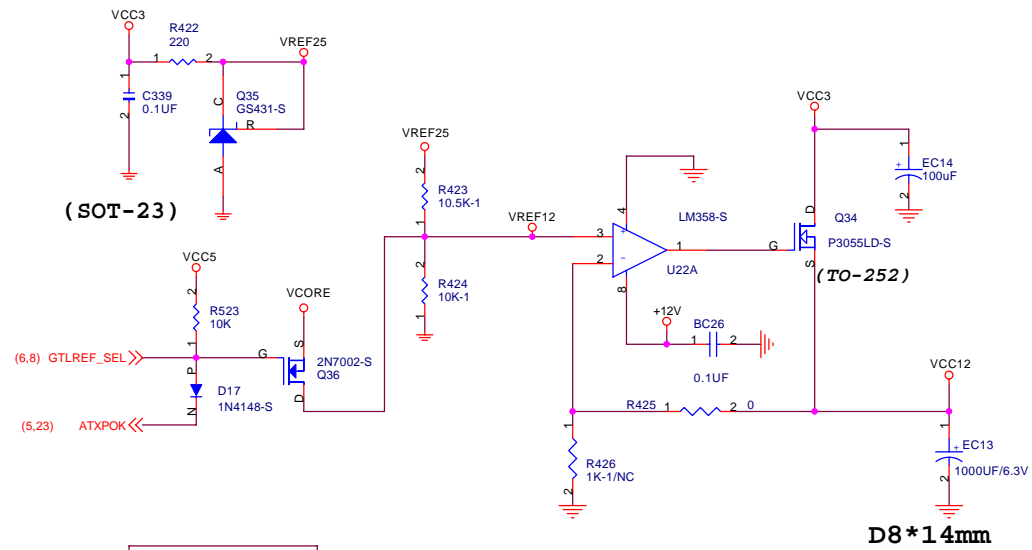 VCC3
R422
220
1
2
VREF25
1
C339
0.1UF
2
C
Q35
GS431-S
R
A
(SOT-23)
VREF25
2
R423
10.5K-1
1
VREF12
2
R424
10K-1
1
4
LM358-S
3
+
1
2
-
U22A
8
VCC3
1
+
EC14
100uF
2
D
Q34
G
P3055LD-S
S
(TO-252)
VCC5
2
R523
10K
1
VCORE
S
(6,8) GTLREF_SEL
G
2N7002-S
Q36
P
D
D17
1N4148-S
N
(5,23) ATXPOK
+12V
BC26
1
2
0.1UF
R425
1
2
0
VCC12
1
R426
1K-1/NC
2
1
+
EC13
1000UF/6.3V
2
D8*14mm